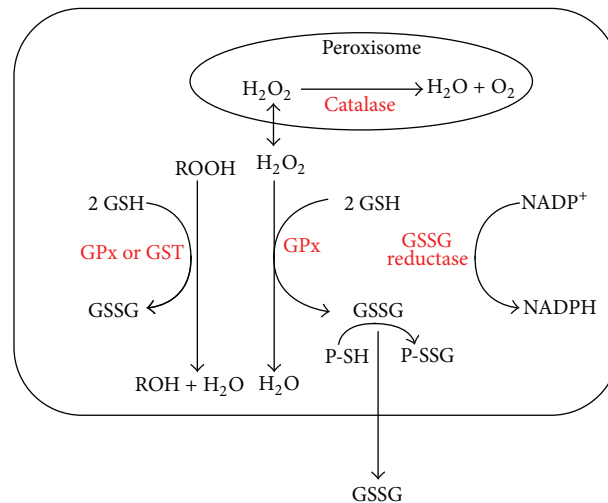 Peroxisome
H₂O₂
H₂O + O₂
Catalase
ROOH
H₂O₂
2 GSH
2 GSH
NADP⁺
GPx or GST
GPx
GSSG
reductase
GSSG
GSSG
NADPH
P-SH
P-SSG
ROH + H₂O
H₂O
GSSG